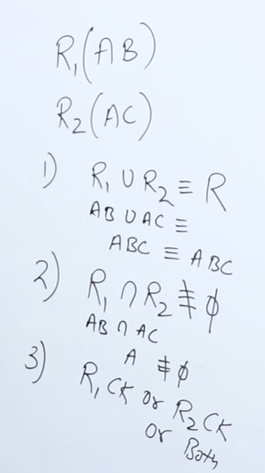 R₁(AB)
R₂(AC)
1) R₁ ∪ R₂ ≡ R
AB ∪ AC ≡
ABC ≡ ABC
2) R₁ ∩ R₂ ≢ ϕ
AB ∩ AC
A ≢ ϕ
3) R₁ CK or R₂ CK
or Both